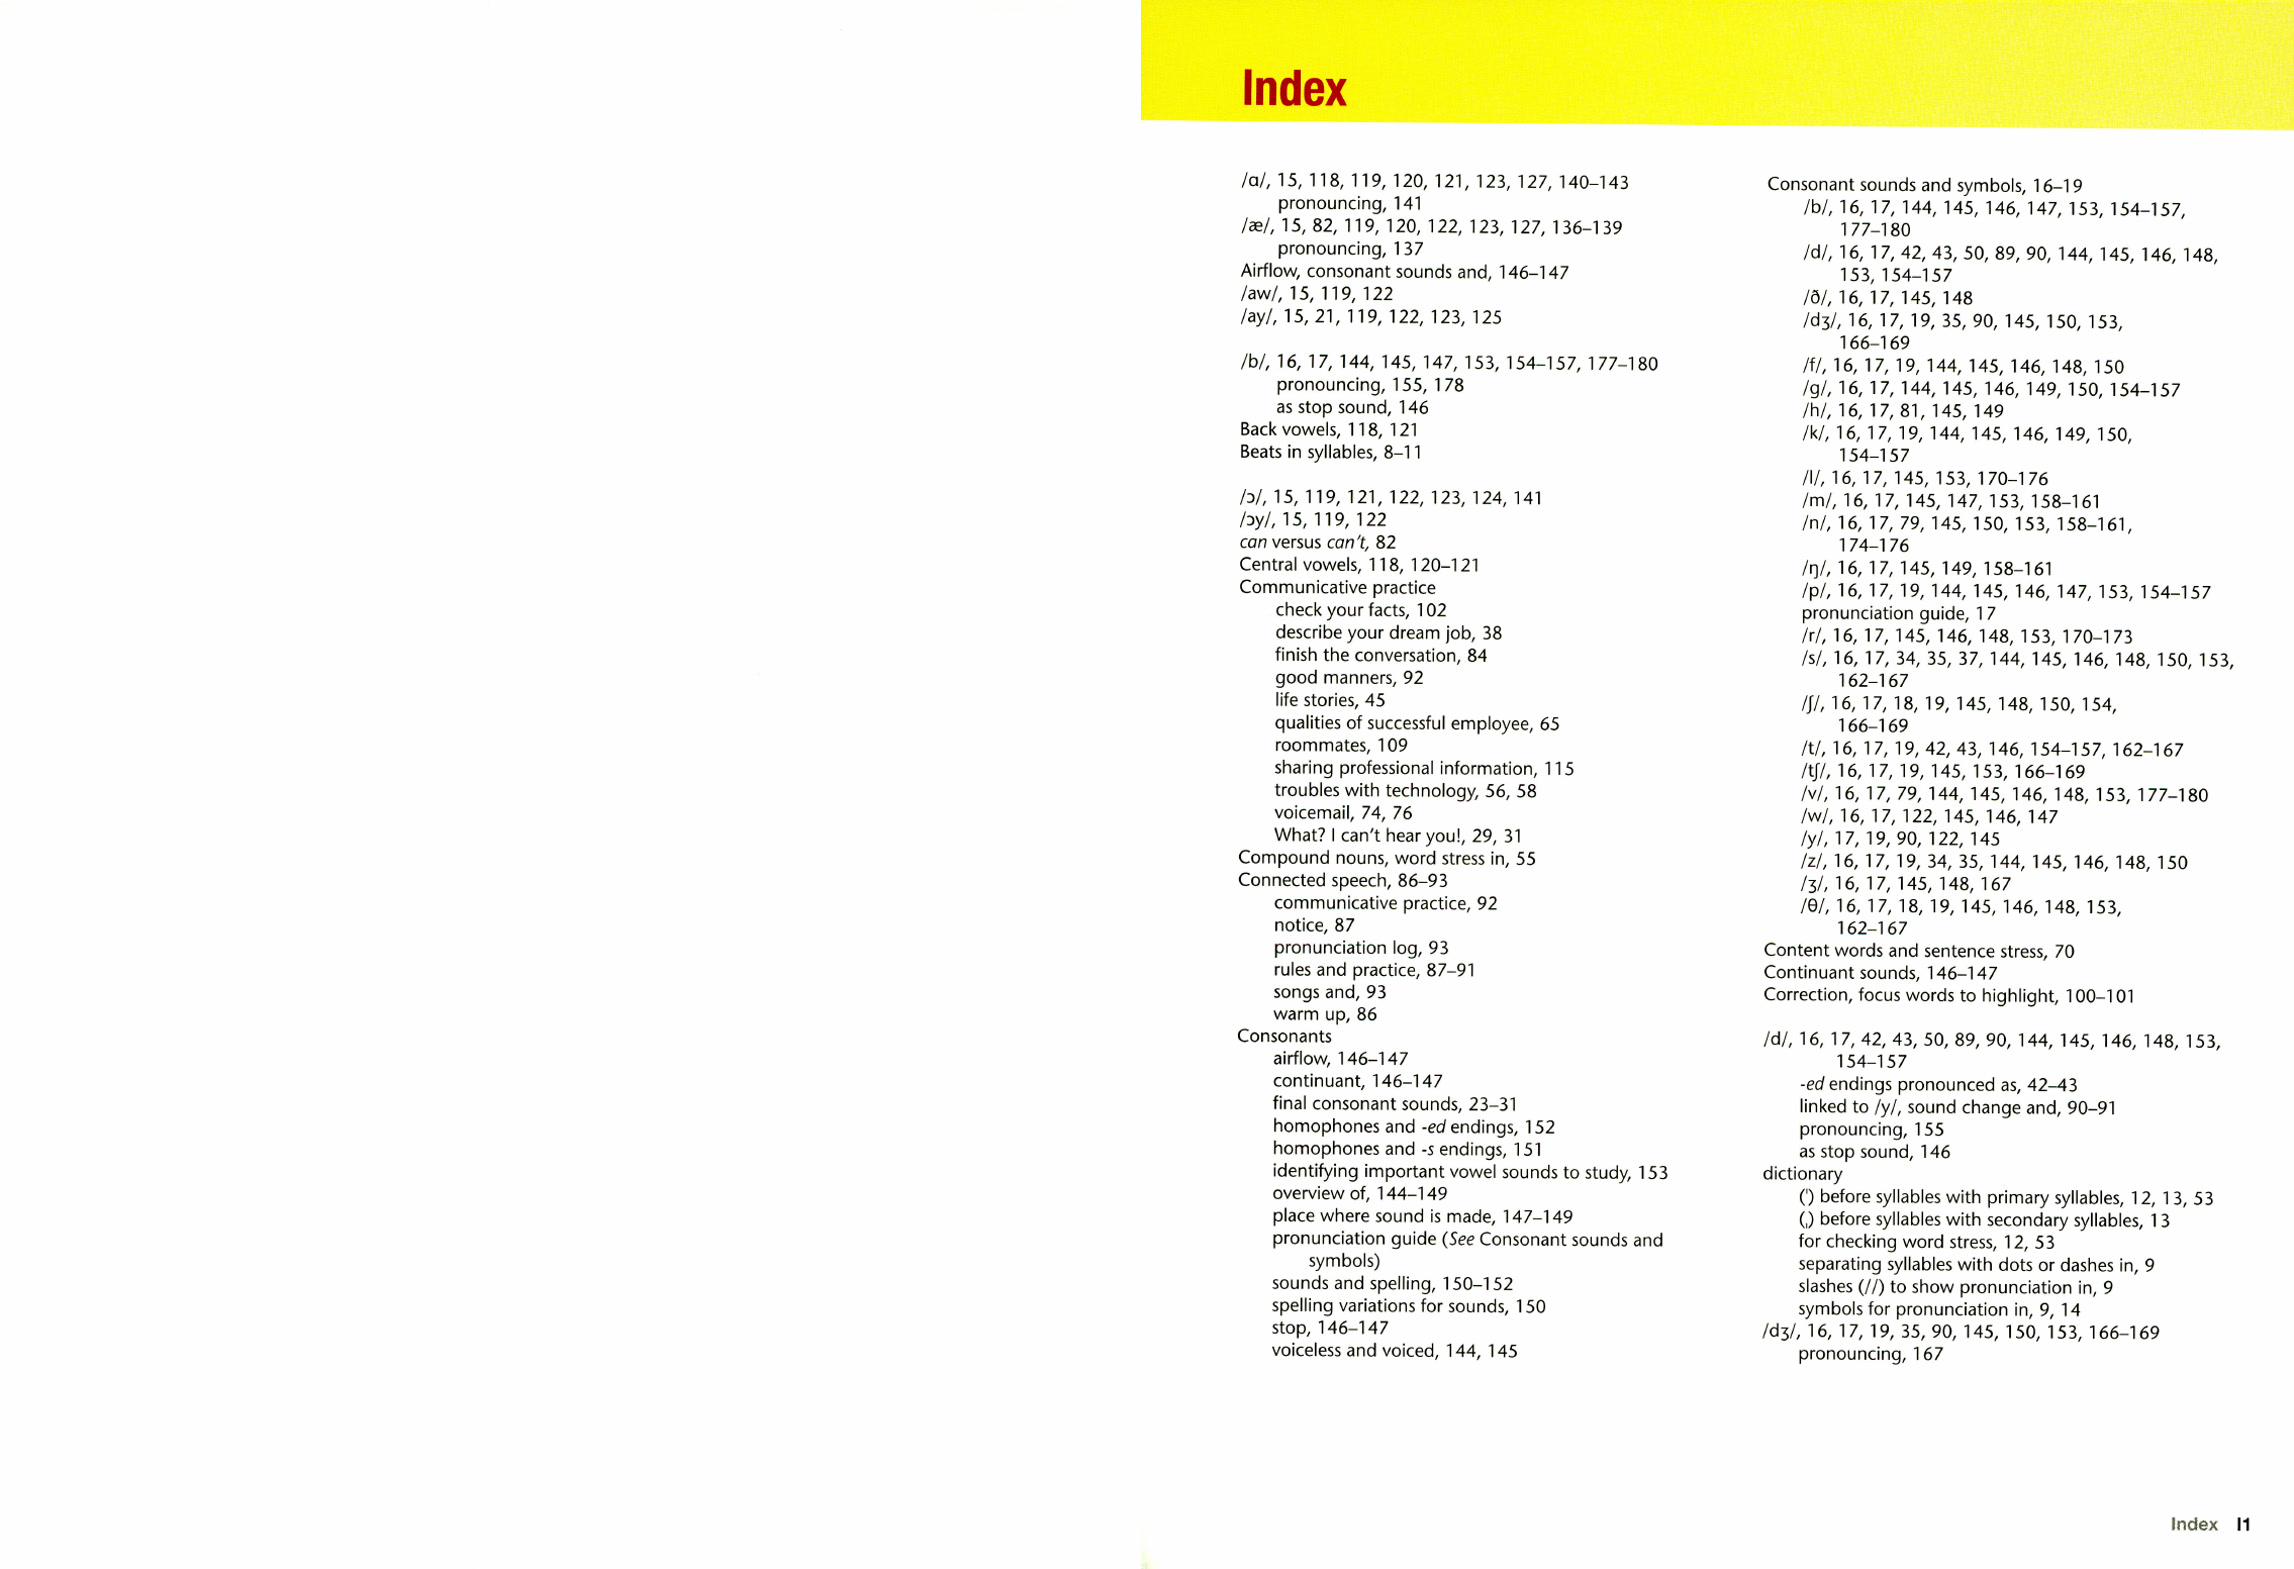 Index
/ɑ/, 15, 118, 119, 120, 121, 123, 127, 140–143
pronouncing, 141
/æ/, 15, 82, 119, 120, 122, 123, 127, 136–139
pronouncing, 137
Airflow, consonant sounds and, 146–147
/aw/, 15, 119, 122
/ay/, 15, 21, 119, 122, 123, 125
/b/, 16, 17, 144, 145, 147, 153, 154–157, 177–180
pronouncing, 155, 178
as stop sound, 146
Back vowels, 118, 121
Beats in syllables, 8–11
/ɔ/, 15, 119, 121, 122, 123, 124, 141
/ɔy/, 15, 119, 122
can versus can't, 82
Central vowels, 118, 120–121
Communicative practice
check your facts, 102
describe your dream job, 38
finish the conversation, 84
good manners, 92
life stories, 45
qualities of successful employee, 65
roommates, 109
sharing professional information, 115
troubles with technology, 56, 58
voicemail, 74, 76
What? I can't hear you!, 29, 31
Compound nouns, word stress in, 55
Connected speech, 86–93
communicative practice, 92
notice, 87
pronunciation log, 93
rules and practice, 87–91
songs and, 93
warm up, 86
Consonants
airflow, 146–147
continuant, 146–147
final consonant sounds, 23–31
homophones and -ed endings, 152
homophones and -s endings, 151
identifying important vowel sounds to study, 153
overview of, 144–149
place where sound is made, 147–149
pronunciation guide (See Consonant sounds and
symbols)
sounds and spelling, 150–152
spelling variations for sounds, 150
stop, 146–147
voiceless and voiced, 144, 145
Consonant sounds and symbols, 16–19
/b/, 16, 17, 144, 145, 146, 147, 153, 154–157,
177–180
/d/, 16, 17, 42, 43, 50, 89, 90, 144, 145, 146, 148,
153, 154–157
/ð/, 16, 17, 145, 148
/dʒ/, 16, 17, 19, 35, 90, 145, 150, 153,
166–169
/f/, 16, 17, 19, 144, 145, 146, 148, 150
/g/, 16, 17, 144, 145, 146, 149, 150, 154–157
/h/, 16, 17, 81, 145, 149
/k/, 16, 17, 19, 144, 145, 146, 149, 150,
154–157
/l/, 16, 17, 145, 153, 170–176
/m/, 16, 17, 145, 147, 153, 158–161
/n/, 16, 17, 79, 145, 150, 153, 158–161,
174–176
/ŋ/, 16, 17, 145, 149, 158–161
/p/, 16, 17, 19, 144, 145, 146, 147, 153, 154–157
pronunciation guide, 17
/r/, 16, 17, 145, 146, 148, 153, 170–173
/s/, 16, 17, 34, 35, 37, 144, 145, 146, 148, 150, 153,
162–167
/ʃ/, 16, 17, 18, 19, 145, 148, 150, 154,
166–169
/t/, 16, 17, 19, 42, 43, 146, 154–157, 162–167
/tʃ/, 16, 17, 19, 145, 153, 166–169
/v/, 16, 17, 79, 144, 145, 146, 148, 153, 177–180
/w/, 16, 17, 122, 145, 146, 147
/y/, 17, 19, 90, 122, 145
/z/, 16, 17, 19, 34, 35, 144, 145, 146, 148, 150
/ʒ/, 16, 17, 145, 148, 167
/θ/, 16, 17, 18, 19, 145, 146, 148, 153,
162–167
Content words and sentence stress, 70
Continuant sounds, 146–147
Correction, focus words to highlight, 100–101
/d/, 16, 17, 42, 43, 50, 89, 90, 144, 145, 146, 148, 153,
154–157
-ed endings pronounced as, 42–43
linked to /y/, sound change and, 90–91
pronouncing, 155
as stop sound, 146
dictionary
(ˈ) before syllables with primary syllables, 12, 13, 53
(ˌ) before syllables with secondary syllables, 13
for checking word stress, 12, 53
separating syllables with dots or dashes in, 9
slashes (//) to show pronunciation in, 9
symbols for pronunciation in, 9, 14
/dʒ/, 16, 17, 19, 35, 90, 145, 150, 153, 166–169
pronouncing, 167
Index I1